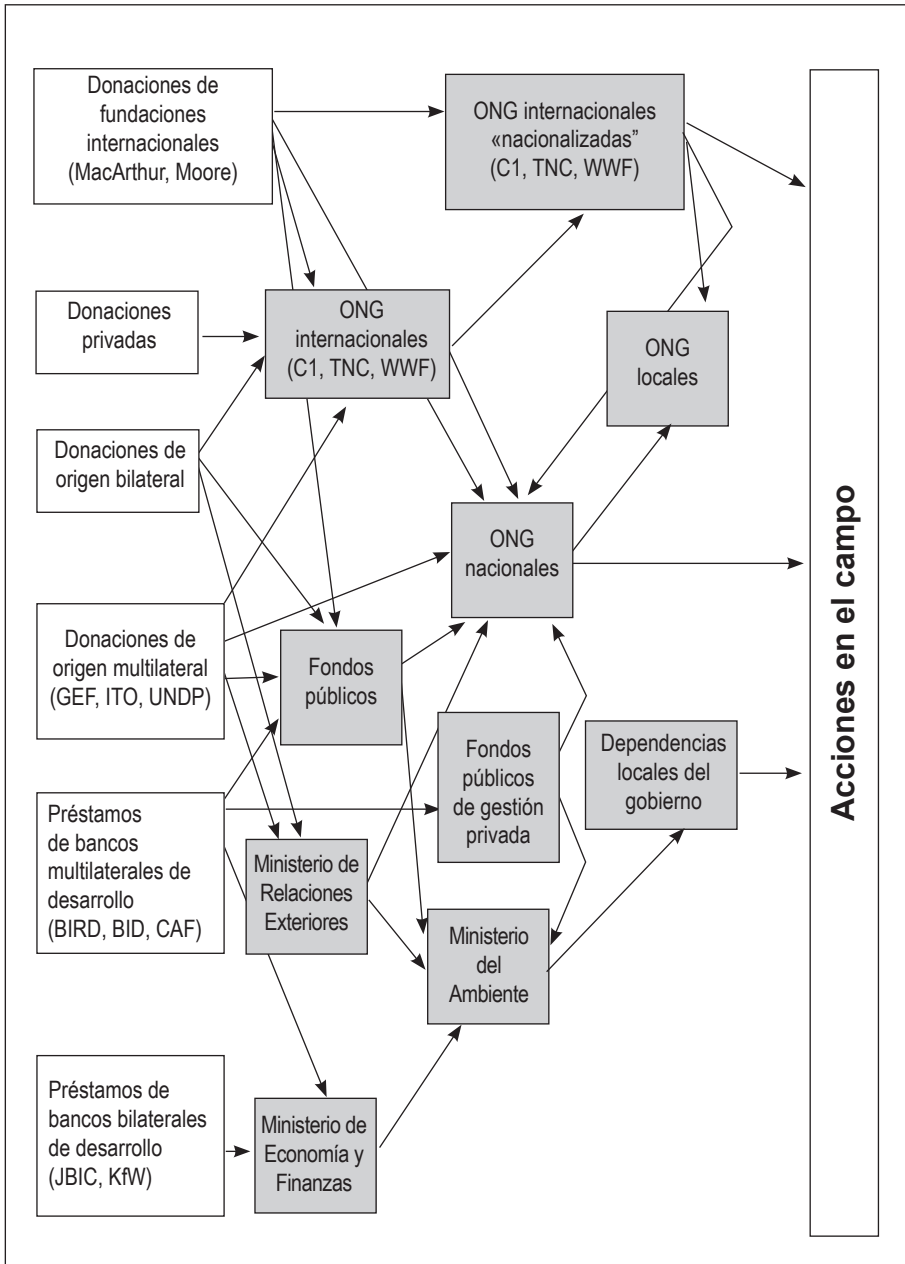 Donaciones de
fundaciones
internacionales
(MacArthur, Moore)
ONG internacionales
«nacionalizadas”
(C1, TNC, WWF)
Donaciones
privadas
ONG
internacionales
(C1, TNC, WWF)
ONG
locales
Donaciones de
origen bilateral
ONG
nacionales
Donaciones de
origen multilateral
(GEF, ITO, UNDP)
Fondos
públicos
Fondos
públicos
de gestión
privada
Dependencias
locales del
gobierno
Préstamos
de bancos
multilaterales de
desarrollo
(BIRD, BID, CAF)
Ministerio de
Relaciones
Exteriores
Ministerio
del
Ambiente
Préstamos de
bancos bilaterales
de desarrollo
(JBIC, KfW)
Ministerio de
Economía y
Finanzas
Acciones en el campo